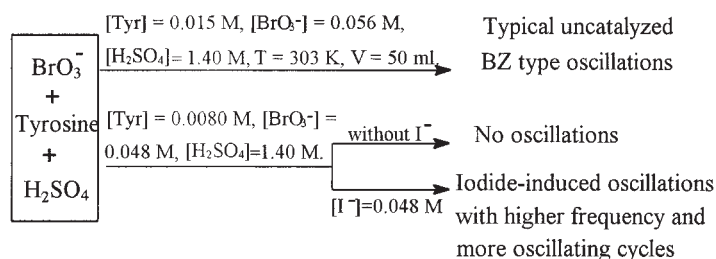 [Tyr] = 0.015 M, [BrO₃⁻] = 0.056 M,
[H₂SO₄]= 1.40 M, T = 303 K, V = 50 ml,
Typical uncatalyzed
BZ type oscillations
BrO₃⁻
+
Tyrosine
+
H₂SO₄
[Tyr] = 0.0080 M, [BrO₃⁻] =
0.048 M, [H₂SO₄]=1.40 M.
without I⁻
No oscillations
[I⁻]=0.048 M
Iodide-induced oscillations
with higher frequency and
more oscillating cycles